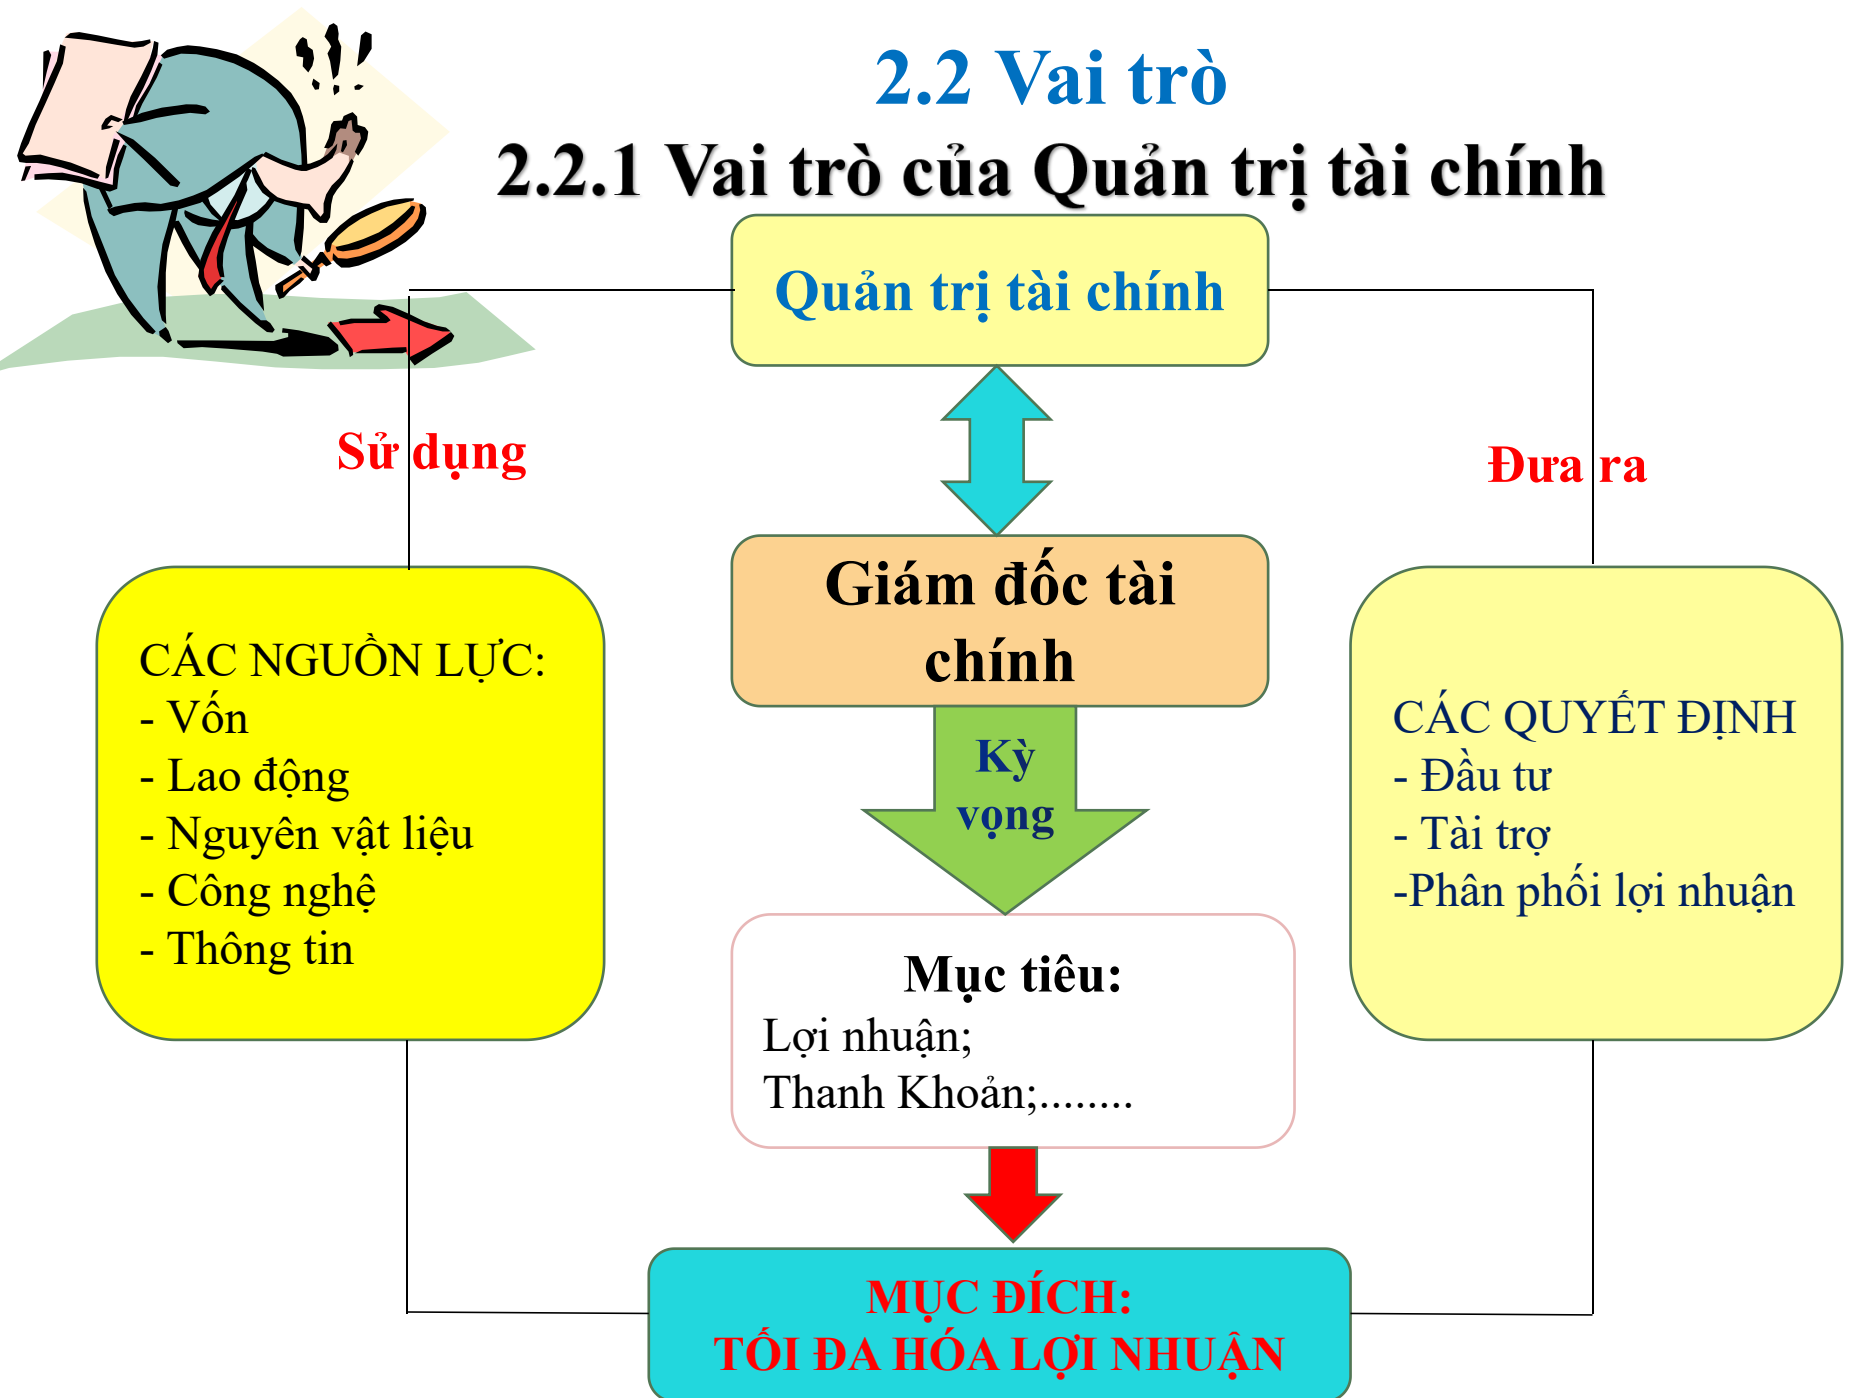 2.2 Vai trò
2.2.1 Vai trò của Quản trị tài chính
Quản trị tài chính
Sử dụng
Đưa ra
Giám đốc tài
chính
CÁC NGUỒN LỰC:
- Vốn
- Lao động
- Nguyên vật liệu
- Công nghệ
- Thông tin
Kỳ
vọng
CÁC QUYẾT ĐỊNH
- Đầu tư
- Tài trợ
-Phân phối lợi nhuận
Mục tiêu:
Lợi nhuận;
Thanh Khoản;........
MỤC ĐÍCH:
TỐI ĐA HÓA LỢI NHUẬN